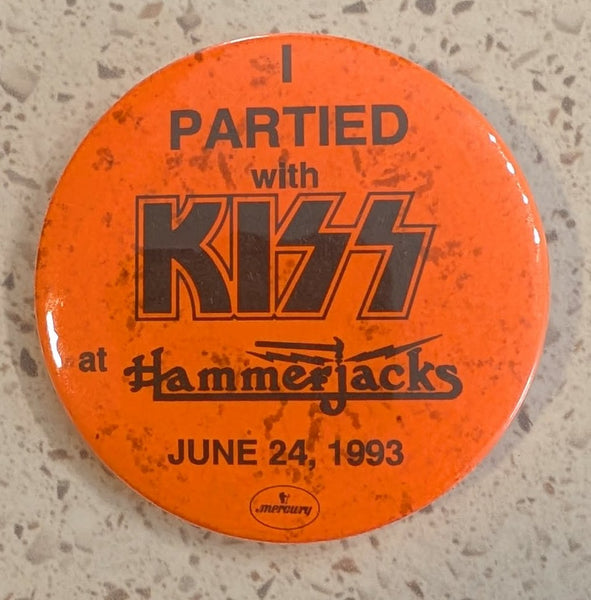 I
PARTIED
with
KISS
at Hammerjacks
JUNE 24, 1993
mercury